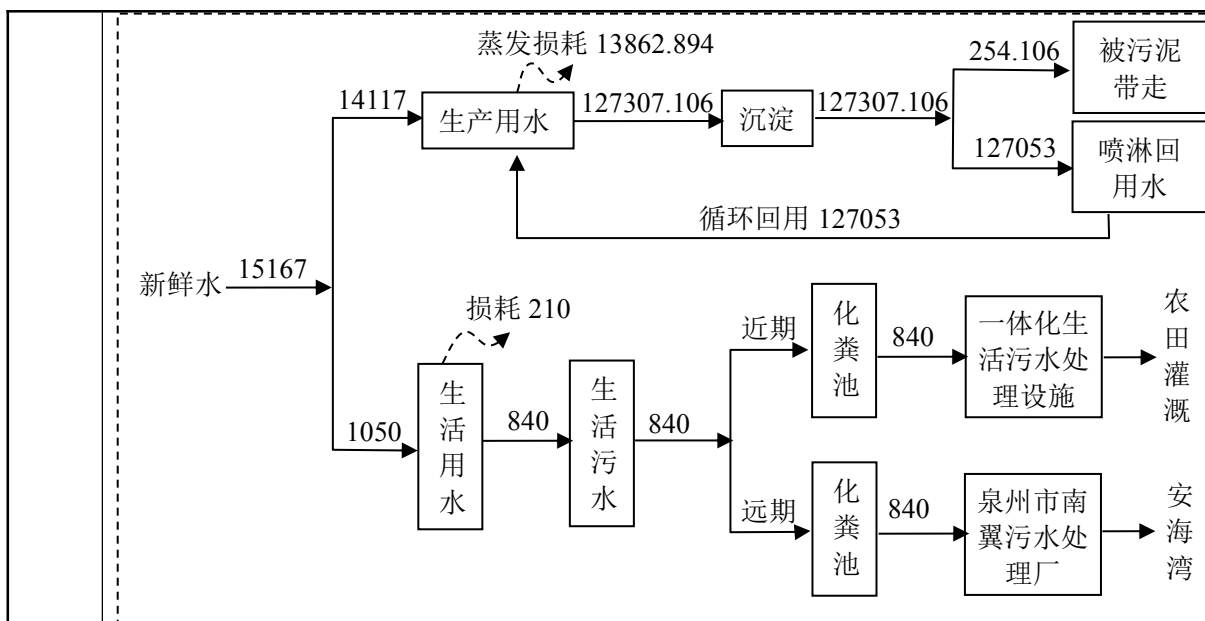 蒸发损耗 13862.894
254.106
被污泥
带走
14117
生产用水
127307.106
沉淀
127307.106
127053
喷淋回
用水
循环回用 127053
新鲜水
15167
损耗 210
近期
化
粪
池
840
一体化生
活污水处
理设施
农
田
灌
溉
1050
生
活
用
水
840
生
活
污
水
840
远期
化
粪
池
840
泉州市南
翼污水处
理厂
安
海
湾